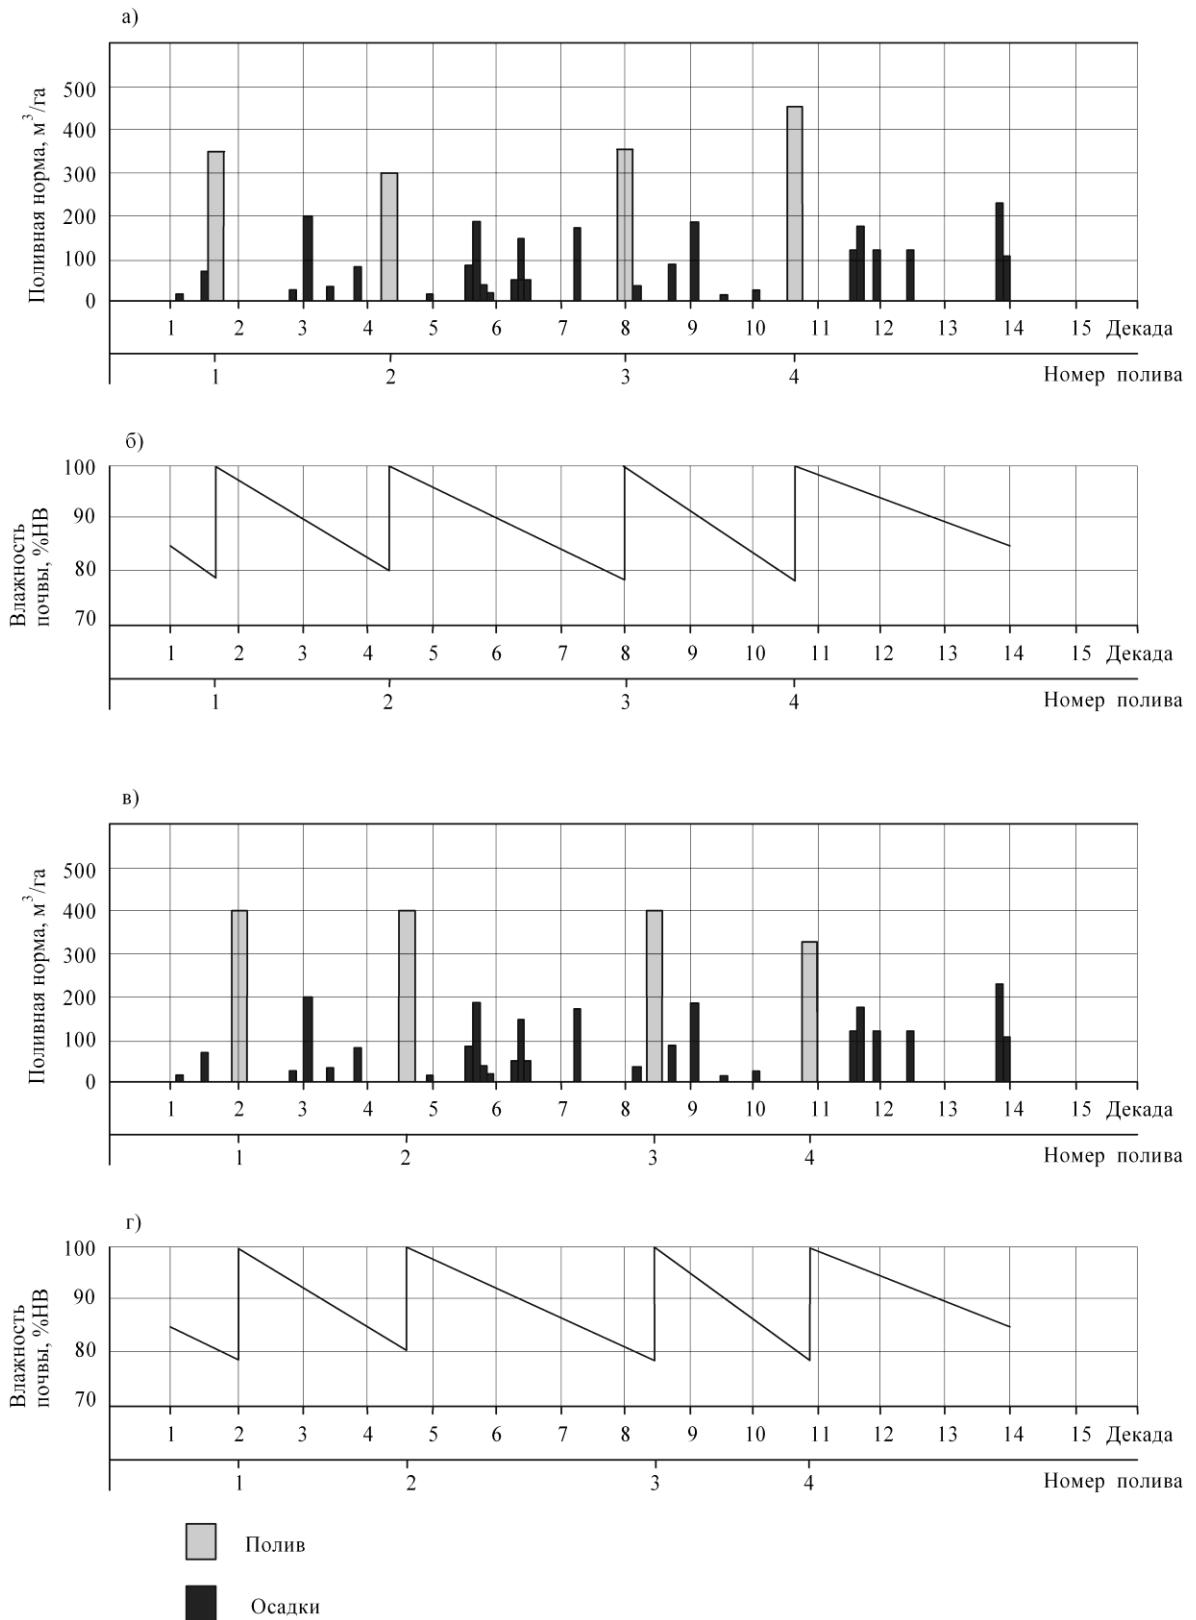 а)
Поливная норма, м³/га
500
400
300
200
100
0
1 2 3 4 5 6 7 8 9 10 11 12 13 14 15 Декада
1 2 3 4 Номер полива
б)
Влажность
почвы, %НВ
100
90
80
70
1 2 3 4 5 6 7 8 9 10 11 12 13 14 15 Декада
1 2 3 4 Номер полива
в)
Поливная норма, м³/га
500
400
300
200
100
0
1 2 3 4 5 6 7 8 9 10 11 12 13 14 15 Декада
1 2 3 4 Номер полива
г)
Влажность
почвы, %НВ
100
90
80
70
1 2 3 4 5 6 7 8 9 10 11 12 13 14 15 Декада
1 2 3 4 Номер полива
Полив
Осадки